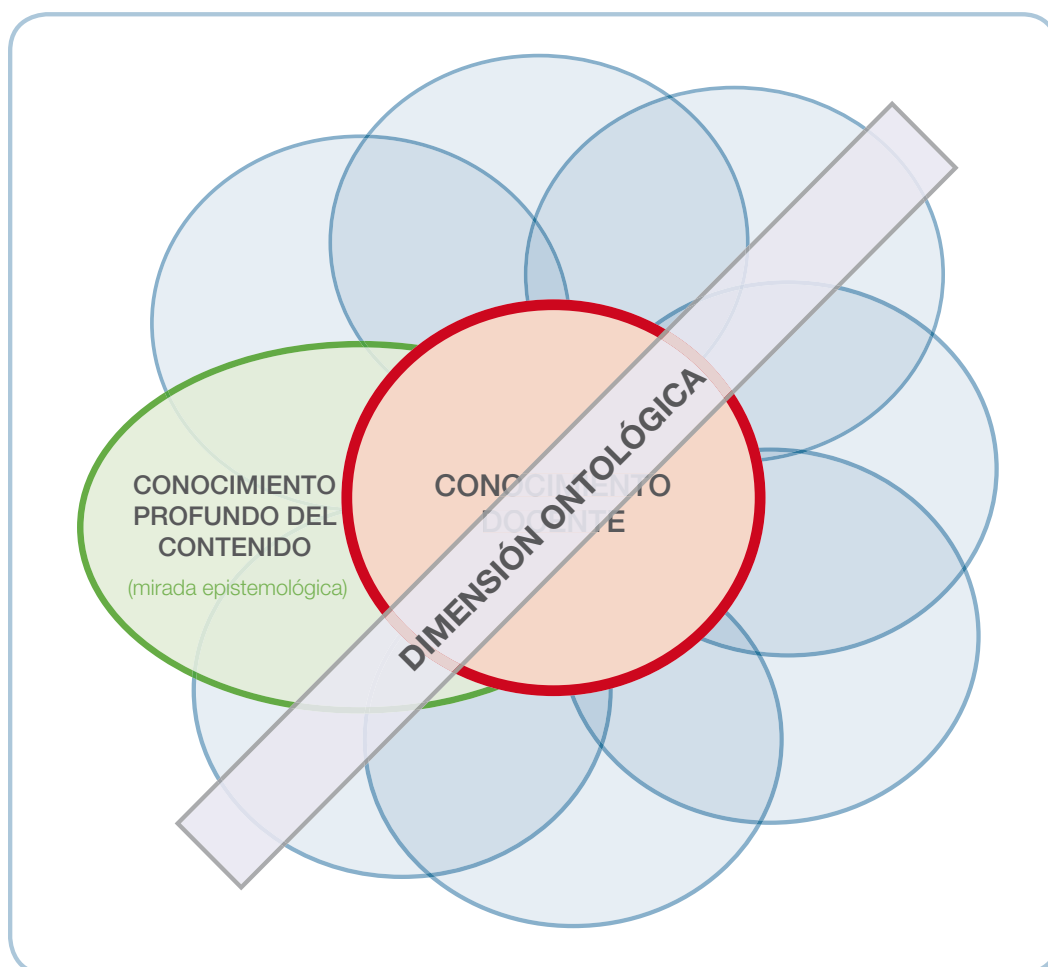 CONOCIMIENTO
PROFUNDO DEL
CONTENIDO
(mirada epistemológica)
CONOCIMIENTO
DOCENTE
DIMENSIÓN ONTOLÓGICA